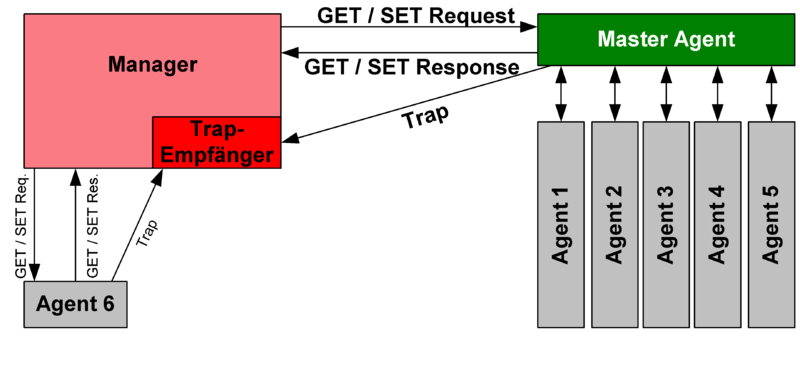 GET / SET Request
Master Agent
Manager
GET / SET Response
Trap
Trap-
Empfänger
GET / SET Req.
GET / SET Res.
Trap
Agent 1
Agent 2
Agent 3
Agent 4
Agent 5
Agent 6